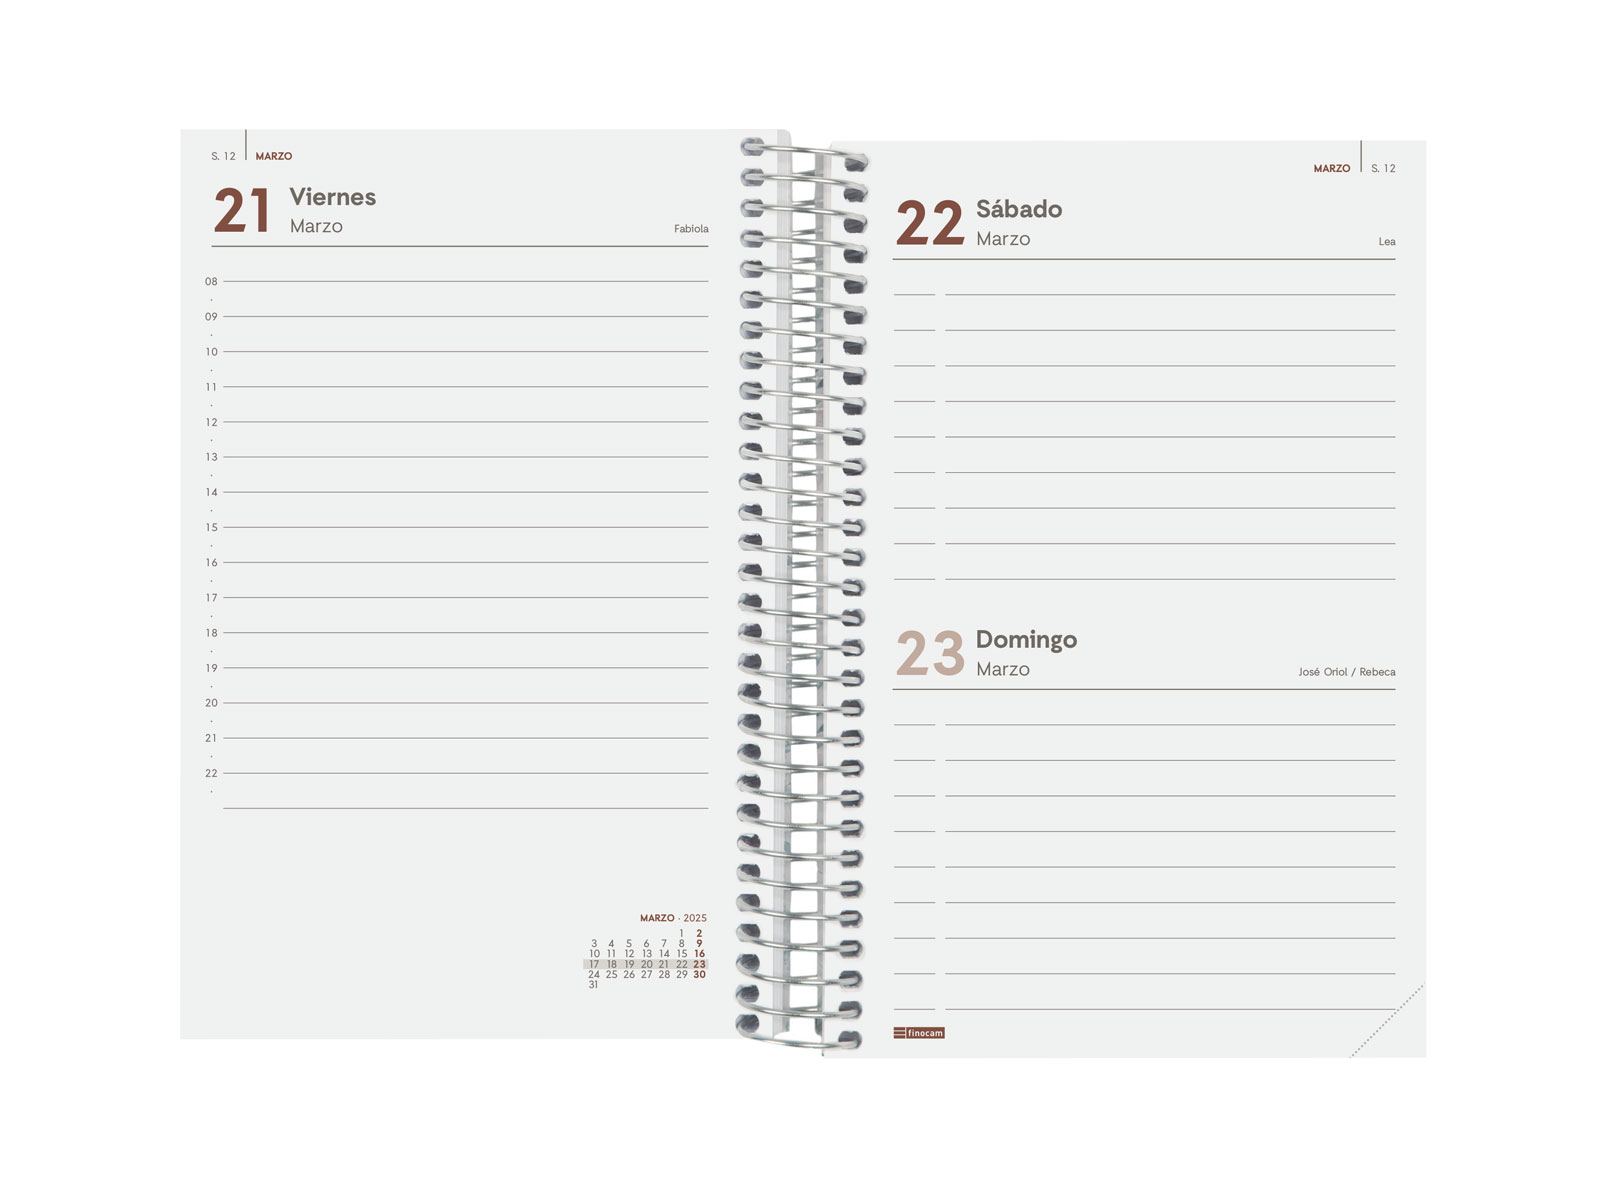 S. 12 MARZO
21 Viernes
Marzo
Fabiola
08
09
10
11
12
13
14
15
16
17
18
19
20
21
22
MARZO · 2025
1 2
3 4 5 6 7 8 9
10 11 12 13 14 15 16
17 18 19 20 21 22 23
24 25 26 27 28 29 30
31
MARZO S. 12
22 Sábado
Marzo
Lea
23 Domingo
Marzo
José Oriol / Rebeca
finocam